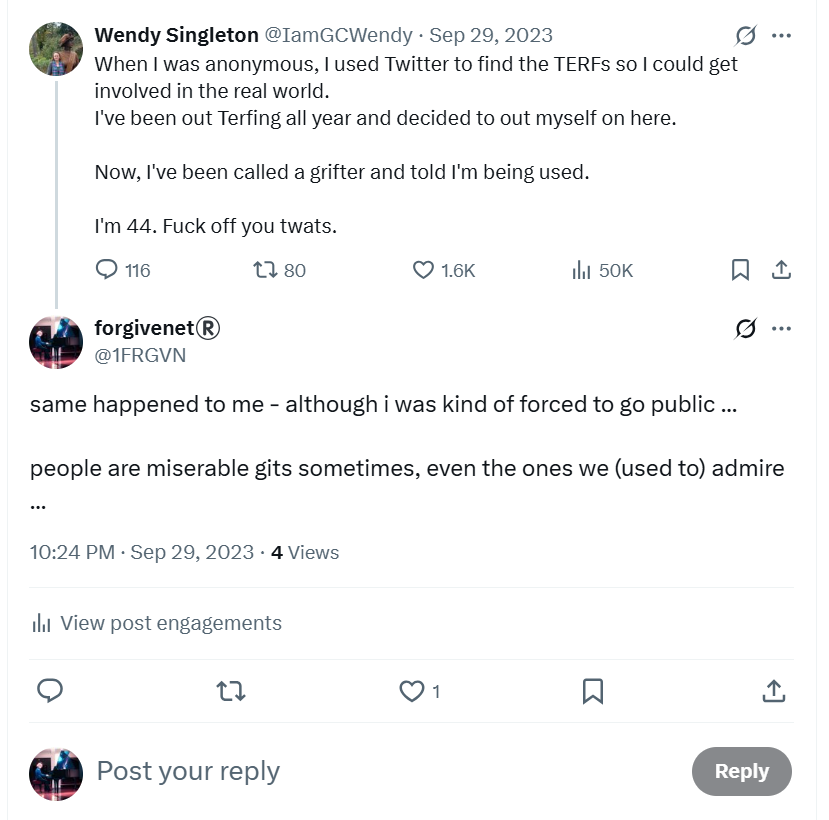 Wendy Singleton @IamGCWendy · Sep 29, 2023
When I was anonymous, I used Twitter to find the TERFs so I could get
involved in the real world.
I've been out Terfing all year and decided to out myself on here.
Now, I've been called a grifter and told I'm being used.
I'm 44. Fuck off you twats.
116 80 1.6K 50K
forgivenet®
@1FRGVN
same happened to me - although i was kind of forced to go public ...
people are miserable gits sometimes, even the ones we (used to) admire
...
10:24 PM · Sep 29, 2023 · 4 Views
View post engagements
1
Post your reply
Reply